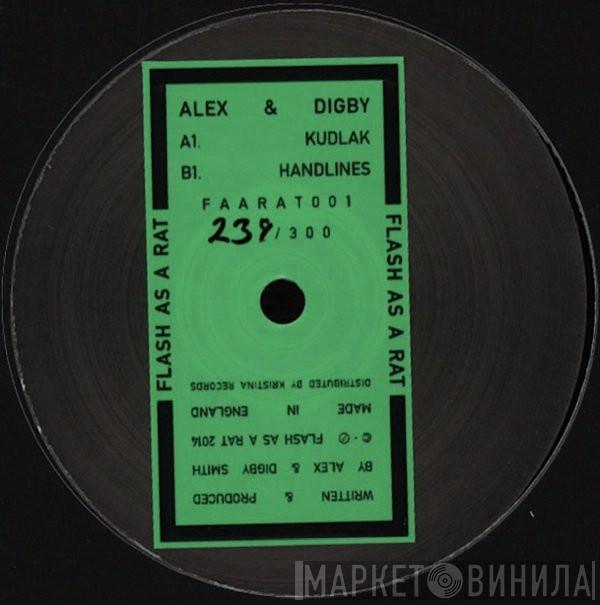 ALEX & DIGBY
A1. KUDLAK
B1. HANDLINES
FAARAT001
239/300
FLASH AS A RAT
FLASH AS A RAT
WRITTEN & PRODUCED
BY ALEX & DIGBY SMITH
© · ℗ FLASH AS A RAT 2014
MADE IN ENGLAND
DISTRIBUTED BY KRISTINA RECORDS
МАРКЕТ ВИНИЛА